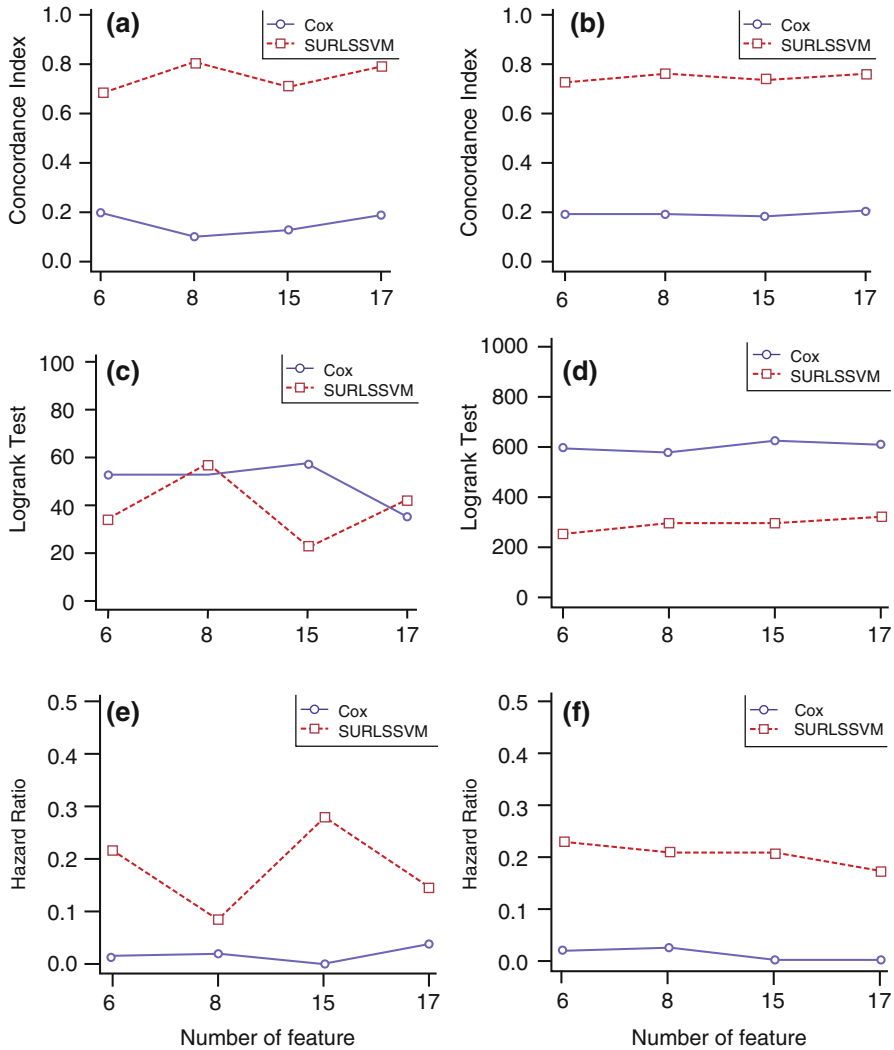 (a)
Cox
SURLSSVM
Concordance Index
1.0
0.8
0.6
0.4
0.2
0.0
6
8
15
17
(b)
Cox
SURLSSVM
Concordance Index
1.0
0.8
0.6
0.4
0.2
0.0
6
8
15
17
(c)
Cox
SURLSSVM
Logrank Test
100
80
60
40
20
0
6
8
15
17
(d)
Cox
SURLSSVM
Logrank Test
1000
800
600
400
200
0
6
8
15
17
(e)
Cox
SURLSSVM
Hazard Ratio
0.5
0.4
0.3
0.2
0.1
0.0
6
8
15
17
Number of feature
(f)
Cox
SURLSSVM
Hazard Ratio
0.5
0.4
0.3
0.2
0.1
0.0
6
8
15
17
Number of feature